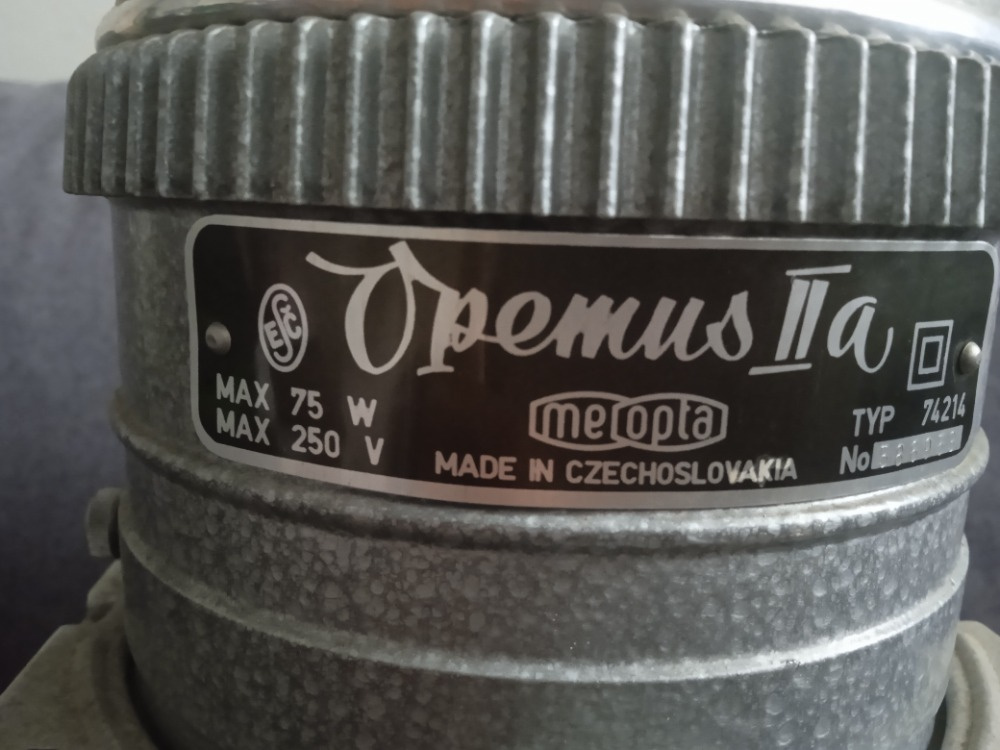 Opemus IIa
ESČ
MAX 75 W
MAX 250 V
meopta
MADE IN CZECHOSLOVAKIA
TYP 74214
No